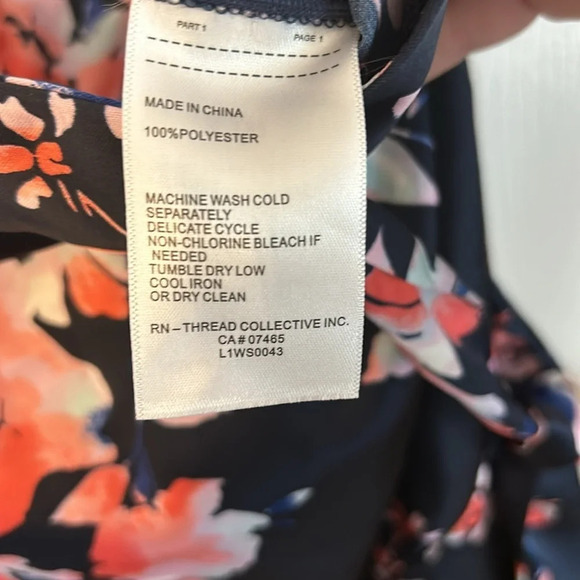 PART 1 PAGE 1
MADE IN CHINA
100%POLYESTER
MACHINE WASH COLD
SEPARATELY
DELICATE CYCLE
NON-CHLORINE BLEACH IF
NEEDED
TUMBLE DRY LOW
COOL IRON
OR DRY CLEAN
RN – THREAD COLLECTIVE INC.
CA # 07465
L1WS0043